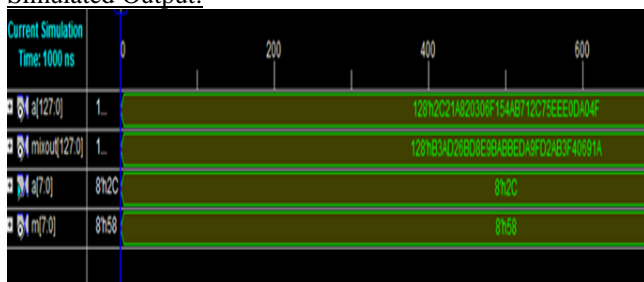 Simulated Output:
Current Simulation
Time: 1000 ns
0 200 400 600
a[127:0] 1... 128'h2C21A820306F154AB712C75EEE0DA04F
mixout[127:0] 1... 128'hB3AD26BD8E9BABBEDA9FD2AB3F40691A
a[7:0] 8'h2C 8'h2C
m[7:0] 8'h58 8'h58